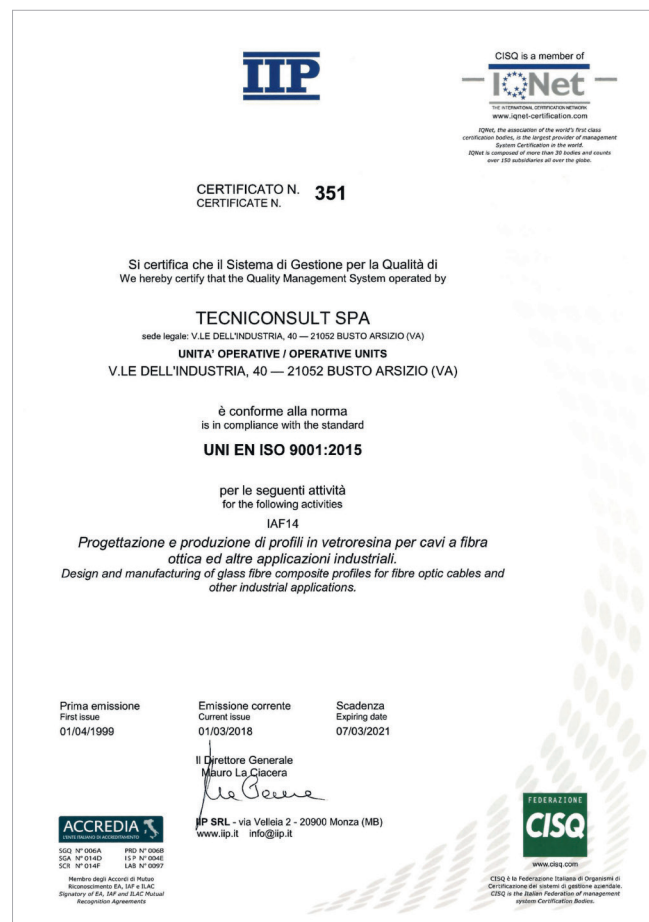 IIP
CISQ is a member of
IQNet
THE INTERNATIONAL CERTIFICATION NETWORK
www.iqnet-certification.com
IQNet, the association of the world's first class
certification bodies, is the largest provider of management
System Certification in the world.
IQNet is composed of more than 30 bodies and counts
over 150 subsidiaries all over the globe.
CERTIFICATO N. 351
CERTIFICATE N.
Si certifica che il Sistema di Gestione per la Qualità di
We hereby certify that the Quality Management System operated by
TECNICONSULT SPA
sede legale: V.LE DELL'INDUSTRIA, 40 — 21052 BUSTO ARSIZIO (VA)
UNITA' OPERATIVE / OPERATIVE UNITS
V.LE DELL'INDUSTRIA, 40 — 21052 BUSTO ARSIZIO (VA)
è conforme alla norma
is in compliance with the standard
UNI EN ISO 9001:2015
per le seguenti attività
for the following activities
IAF14
Progettazione e produzione di profili in vetroresina per cavi a fibra
ottica ed altre applicazioni industriali.
Design and manufacturing of glass fibre composite profiles for fibre optic cables and
other industrial applications.
Prima emissione
First issue
01/04/1999
Emissione corrente
Current issue
01/03/2018
Scadenza
Expiring date
07/03/2021
Il Direttore Generale
Mauro La Ciacera
IIP SRL - via Velleia 2 - 20900 Monza (MB)
www.iip.it info@iip.it
ACCREDIA
L'ENTE ITALIANO DI ACCREDITAMENTO
SGQ N° 006A PRD N° 006B
SGA N° 014D ISP N° 004E
SCR N° 014F LAB N° 0097
Membro degli Accordi di Mutuo
Riconoscimento EA, IAF e ILAC
Signatory of EA, IAF and ILAC Mutual
Recognition Agreements
FEDERAZIONE
CISQ
www.cisq.com
CISQ è la Federazione Italiana di Organismi di
Certificazione dei sistemi di gestione aziendale.
CISQ is the Italian Federation of management
system Certification Bodies.